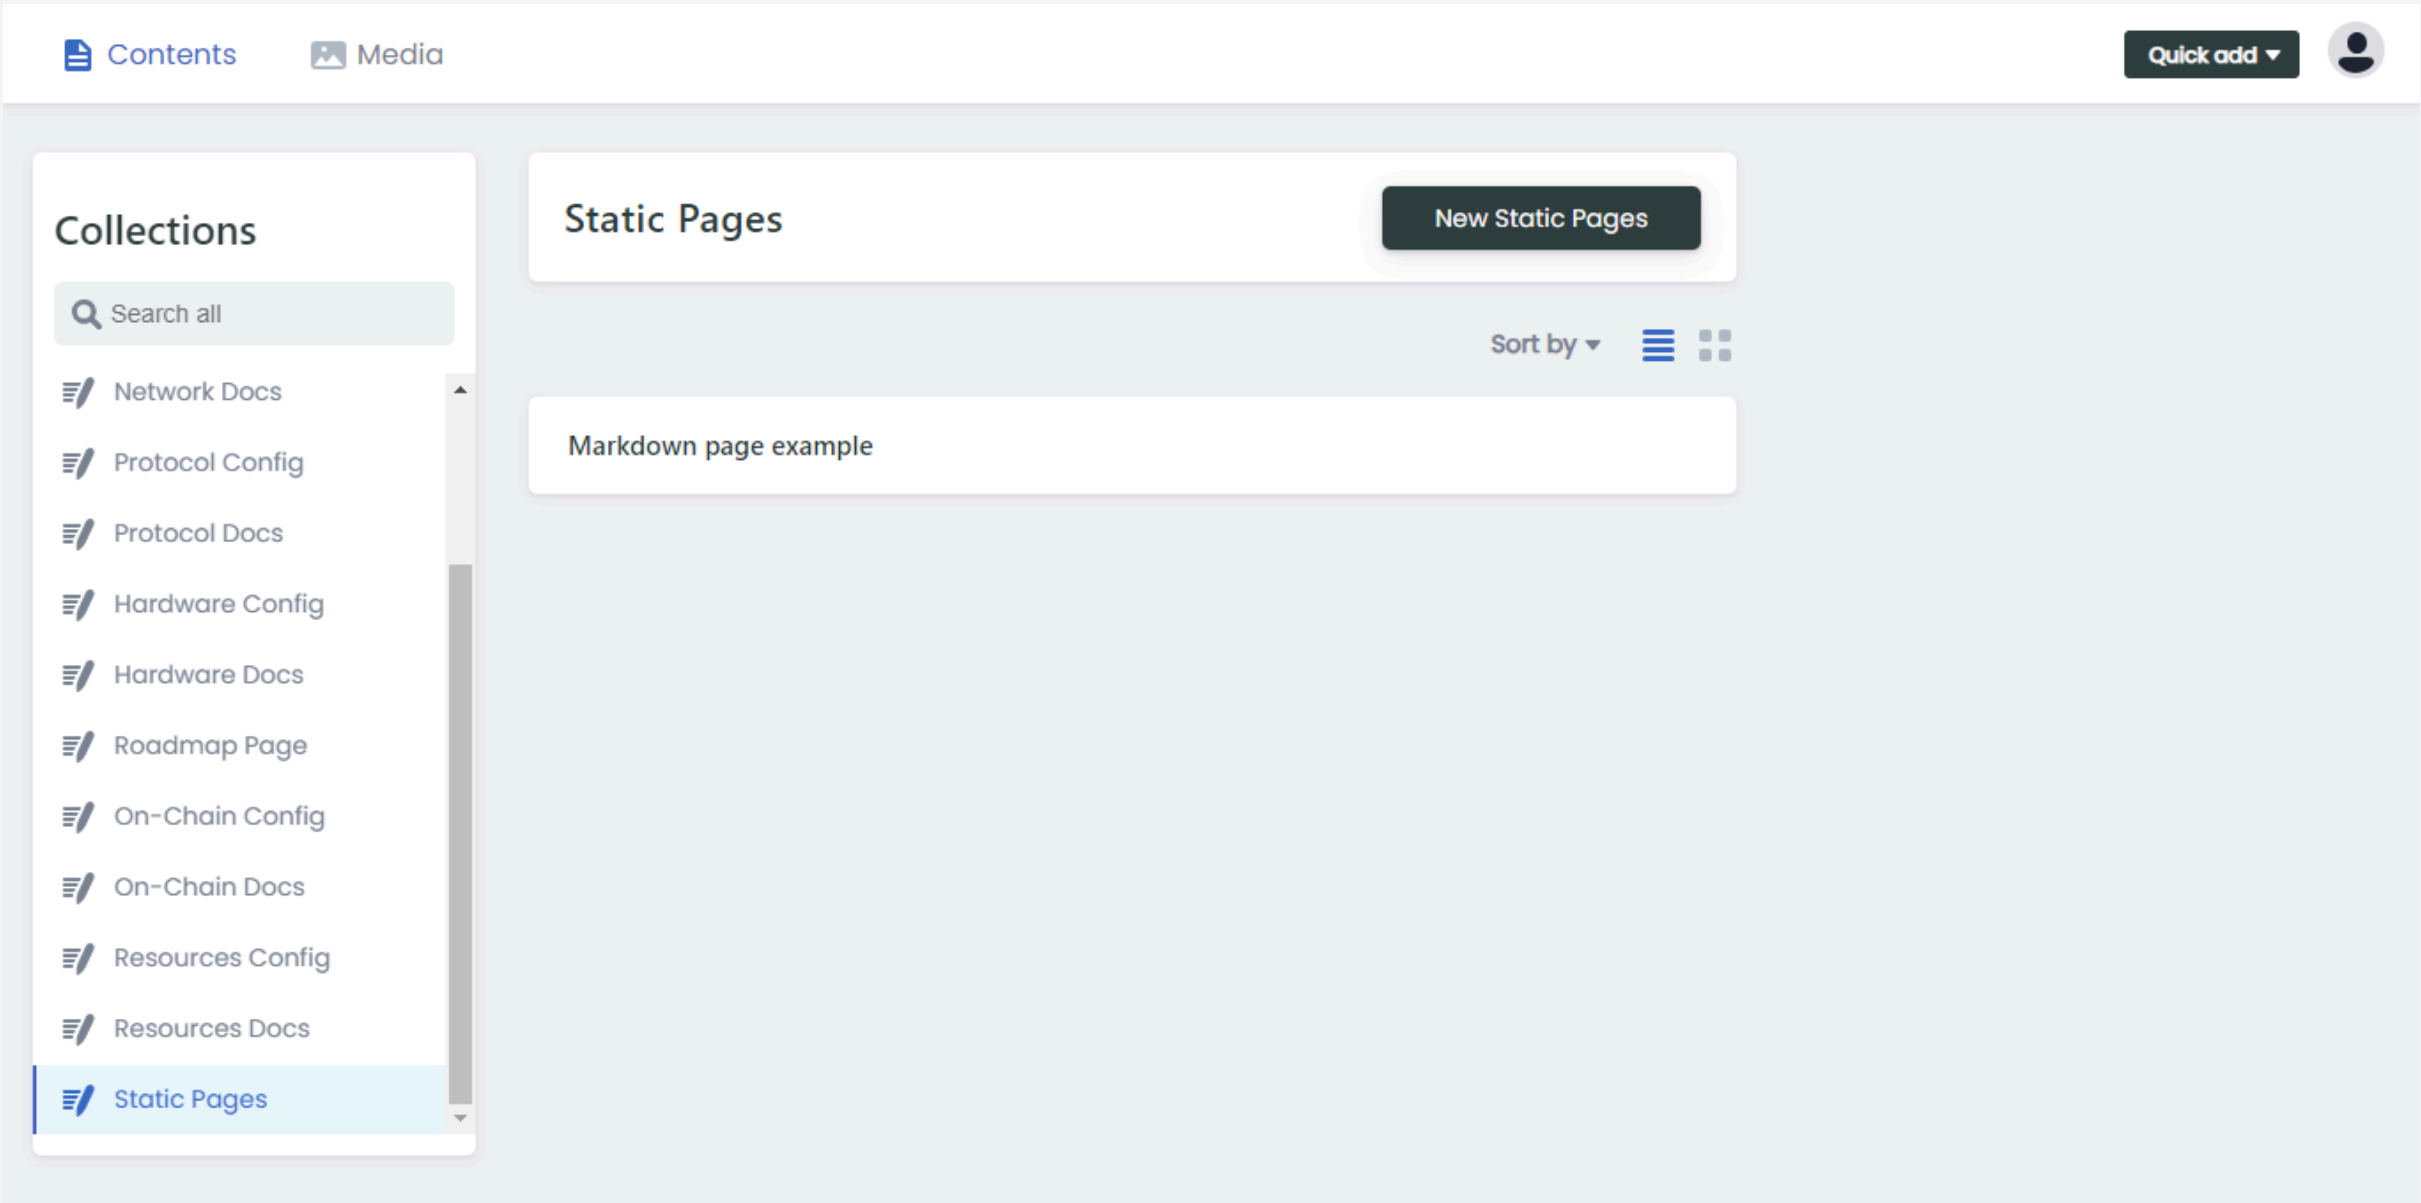 Contents
Media
Quick add
Collections
Search all
Network Docs
Protocol Config
Protocol Docs
Hardware Config
Hardware Docs
Roadmap Page
On-Chain Config
On-Chain Docs
Resources Config
Resources Docs
Static Pages
Static Pages
New Static Pages
Sort by
Markdown page example